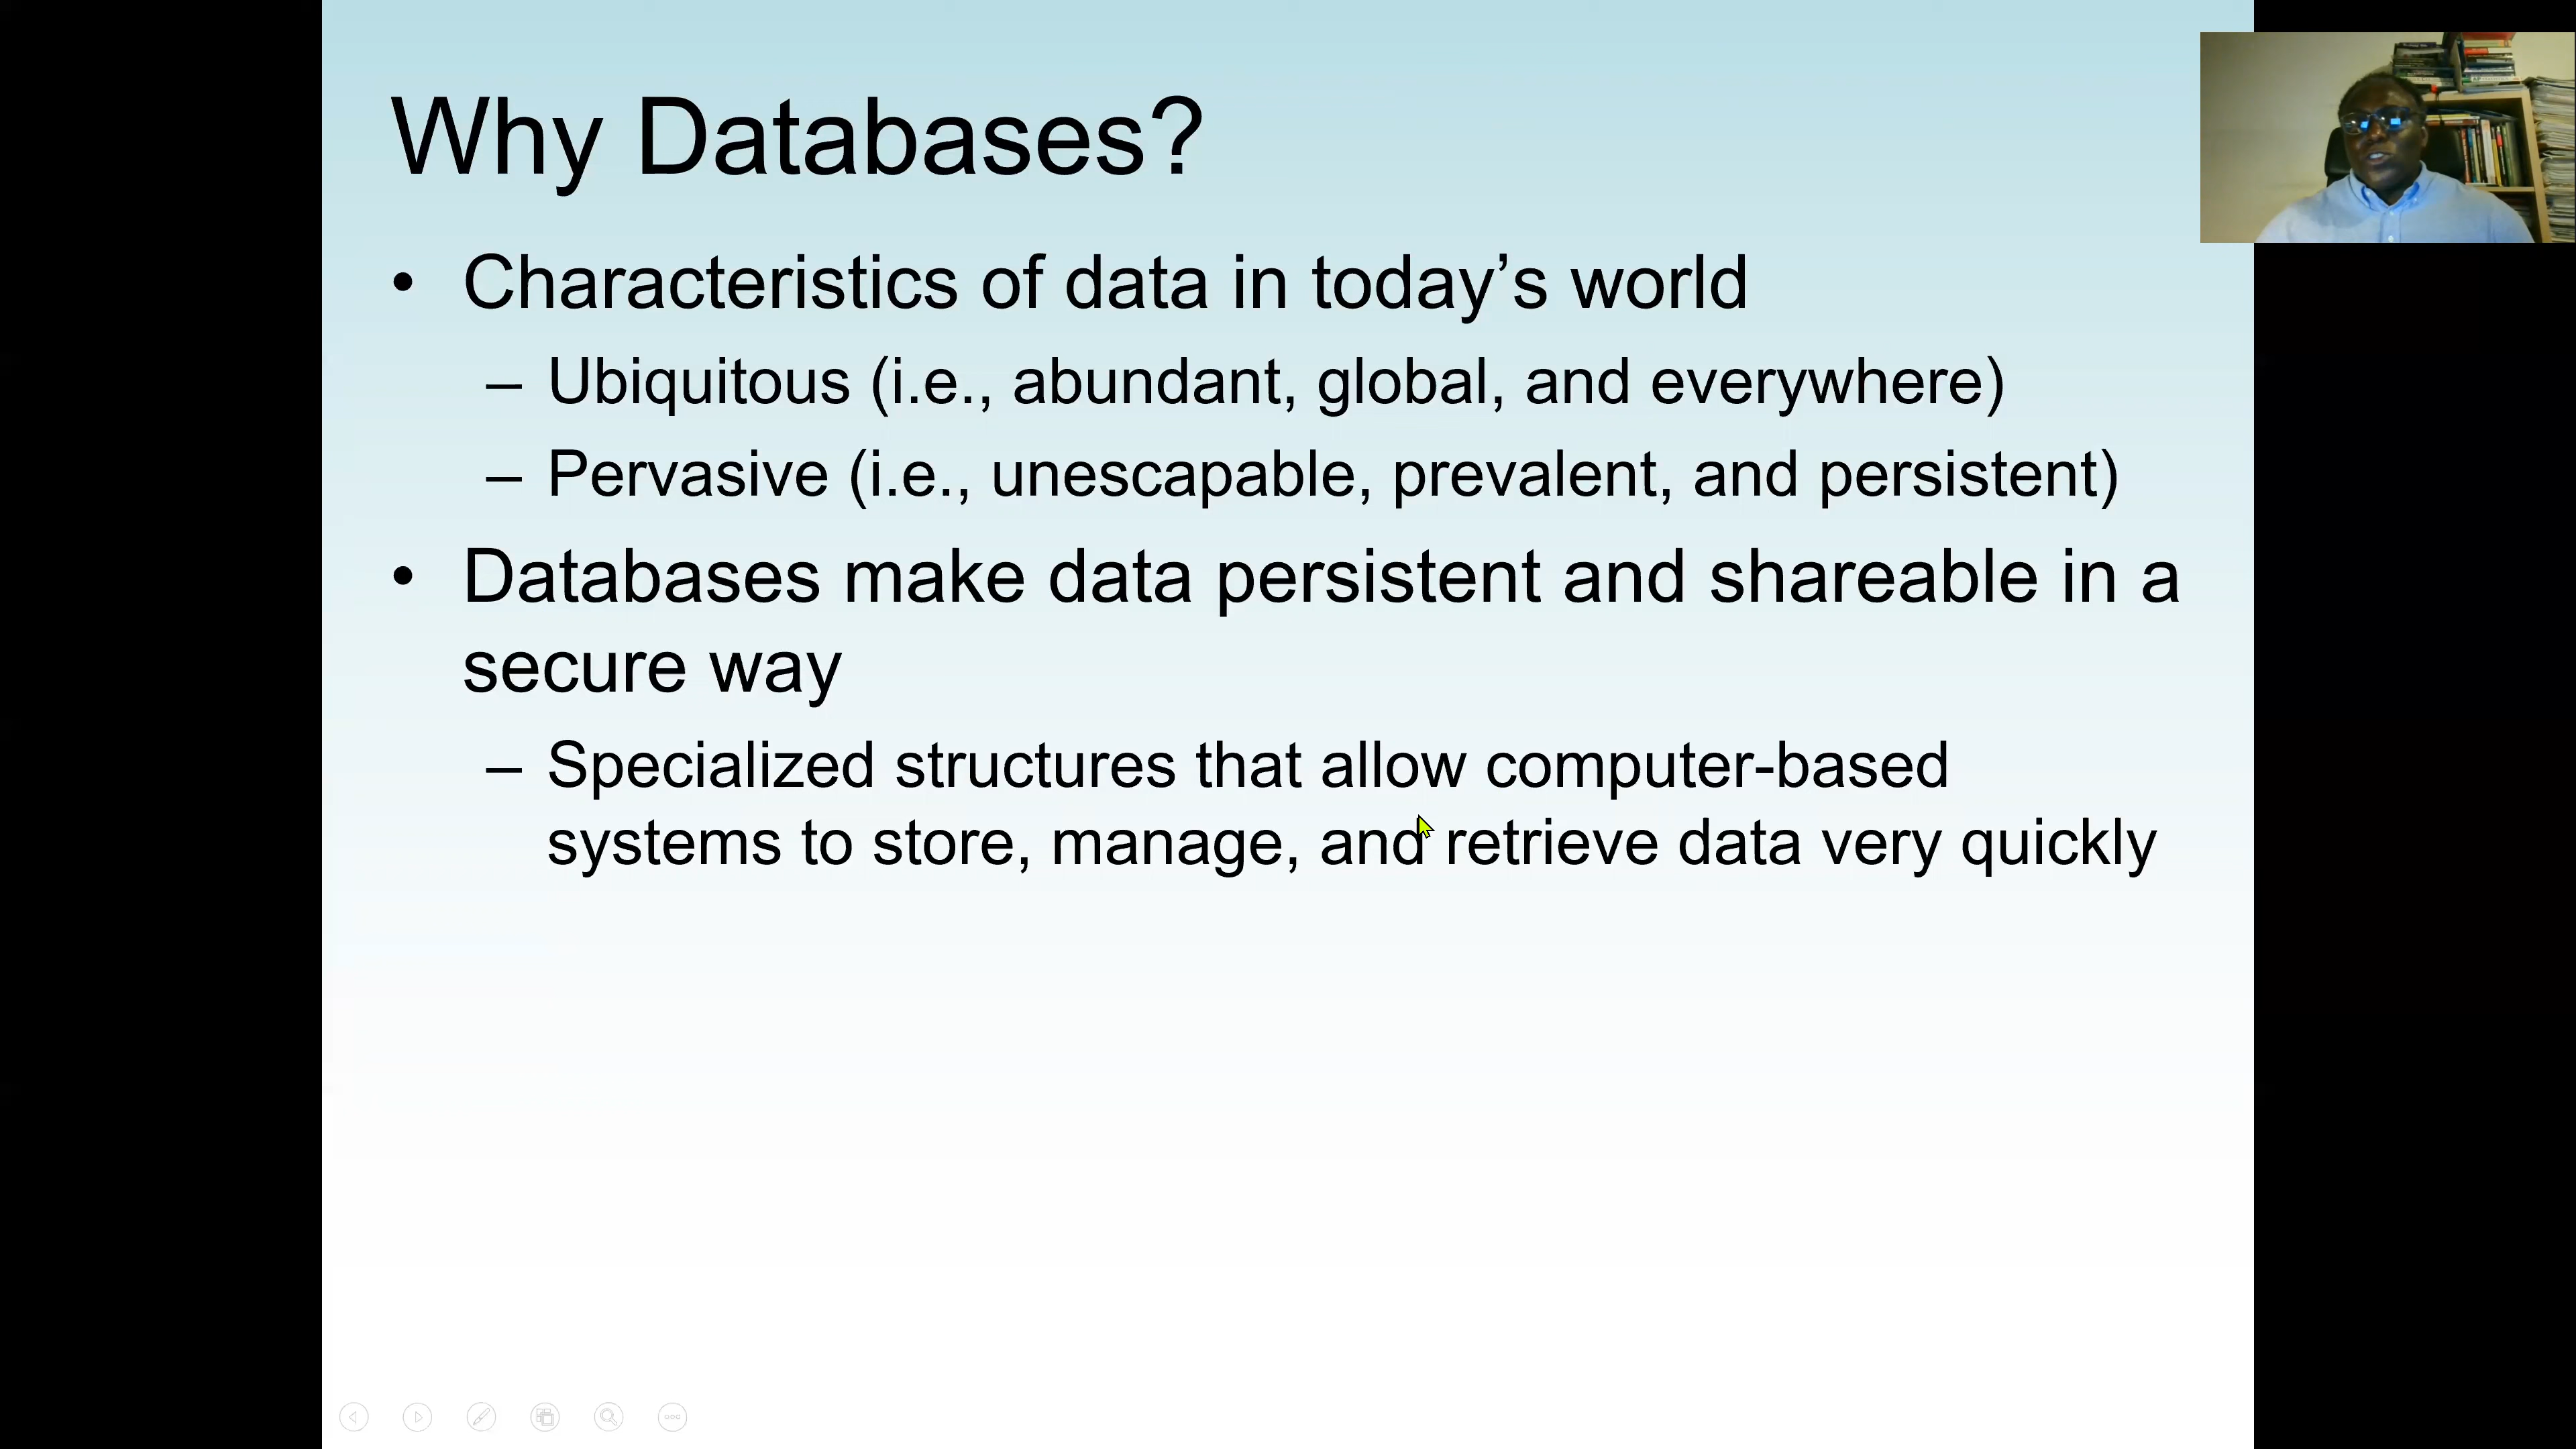 Why Databases?
• Characteristics of data in today’s world
– Ubiquitous (i.e., abundant, global, and everywhere)
– Pervasive (i.e., unescapable, prevalent, and persistent)
• Databases make data persistent and shareable in a
secure way
– Specialized structures that allow computer-based
systems to store, manage, and retrieve data very quickly